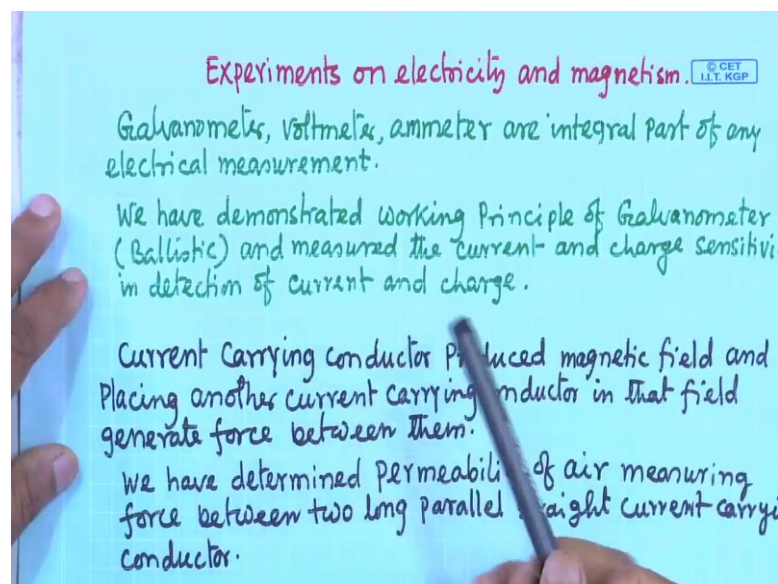 Experiments on electricity and magnetism.
© CET
I.I.T. KGP
Galvanometer, voltmeter, ammeter are integral part of any
electrical measurement.
We have demonstrated working Principle of Galvanometer
(Ballistic) and measured the current and charge sensitivi
in detection of current and charge.
Current Carrying conductor Produced magnetic field and
Placing another current carrying conductor in that field
generate force between them.
We have determined permeabili of air measuring
force between two long parallel straight current carryi
conductor.